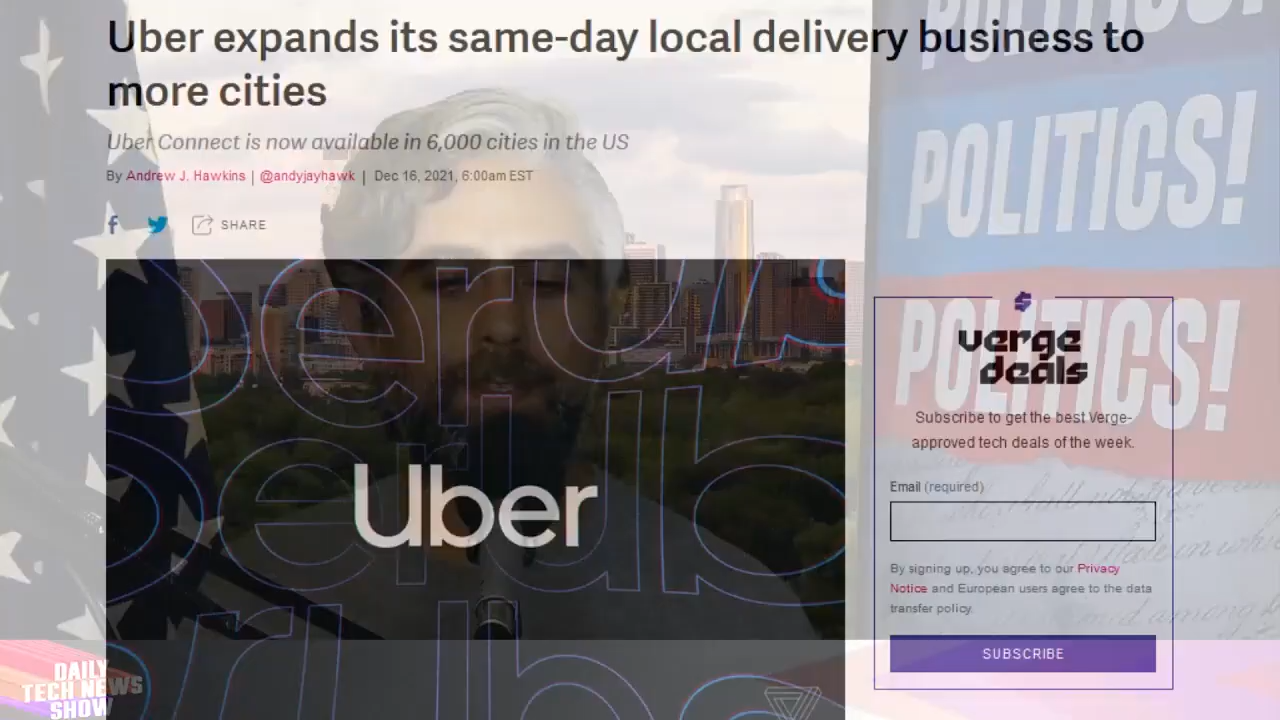 Uber expands its same-day local delivery business to
more cities
Uber Connect is now available in 6,000 cities in the US
By Andrew J. Hawkins | @andyjayhawk | Dec 16, 2021, 6:00am EST
f SHARE
POLITICS!
POLITICS!
POLITICS!
Uber
verge
deals
Subscribe to get the best Verge-
approved tech deals of the week.
Email (required)
By signing up, you agree to our Privacy
Notice and European users agree to the data
transfer policy.
SUBSCRIBE
DAILY
TECH NEWS
SHOW